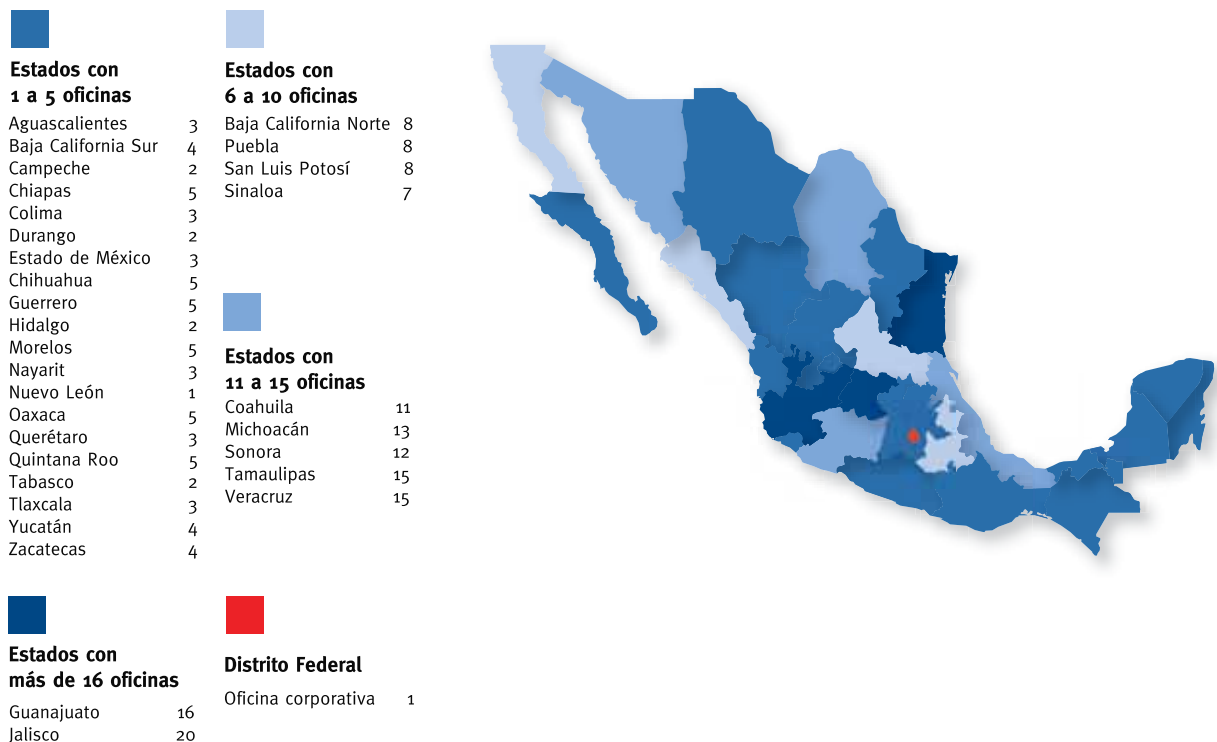 Estados con
1 a 5 oficinas
Aguascalientes 3
Baja California Sur 4
Campeche 2
Chiapas 5
Colima 3
Durango 2
Estado de México 3
Chihuahua 5
Guerrero 5
Hidalgo 2
Morelos 5
Nayarit 3
Nuevo León 1
Oaxaca 5
Querétaro 3
Quintana Roo 5
Tabasco 2
Tlaxcala 3
Yucatán 4
Zacatecas 4
Estados con
6 a 10 oficinas
Baja California Norte 8
Puebla 8
San Luis Potosí 8
Sinaloa 7
Estados con
11 a 15 oficinas
Coahuila 11
Michoacán 13
Sonora 12
Tamaulipas 15
Veracruz 15
Estados con
más de 16 oficinas
Guanajuato 16
Jalisco 20
Distrito Federal
Oficina corporativa 1